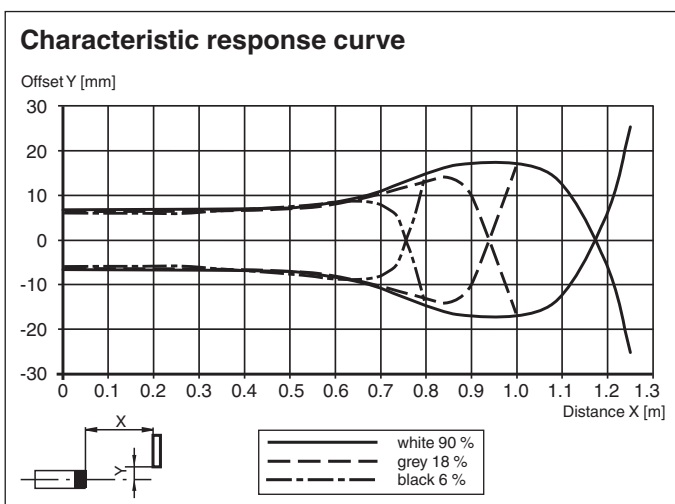 Characteristic response curve
Offset Y [mm]
30
20
10
0
-10
-20
-30
0 0.1 0.2 0.3 0.4 0.5 0.6 0.7 0.8 0.9 1.0 1.1 1.2 1.3
Distance X [m]
X
Y
white 90 %
grey 18 %
black 6 %